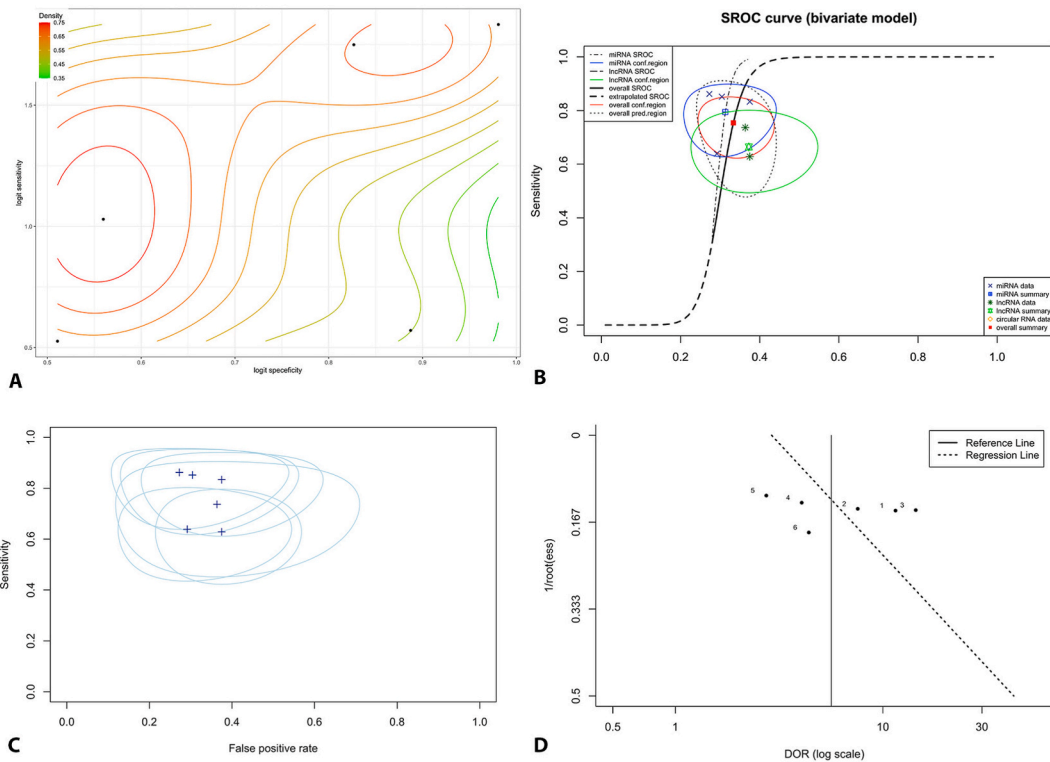 Density
0.75
0.65
0.55
0.45
0.35
logit sensitivity
1.5
1.0
0.5
0.5
0.6
0.7
0.8
0.9
1.0
logit speceficity
A
SROC curve (bivariate model)
miRNA SROC
miRNA conf.region
lncRNA SROC
lncRNA conf.region
overall SROC
extrapolated SROC
overall conf.region
overall pred.region
Sensitivity
1.0
0.8
0.6
0.4
0.2
0.0
miRNA data
miRNA summary
lncRNA data
lncRNA summary
circular RNA data
overall summary
0.0
0.2
0.4
0.6
0.8
1.0
B
Sensitivity
1.0
0.8
0.6
0.4
0.2
0.0
0.0
0.2
0.4
0.6
0.8
1.0
False positive rate
C
Reference Line
Regression Line
1/root(ess)
0
0.167
0.333
0.5
5
4
2
1
3
6
0.5
1
10
30
DOR (log scale)
D